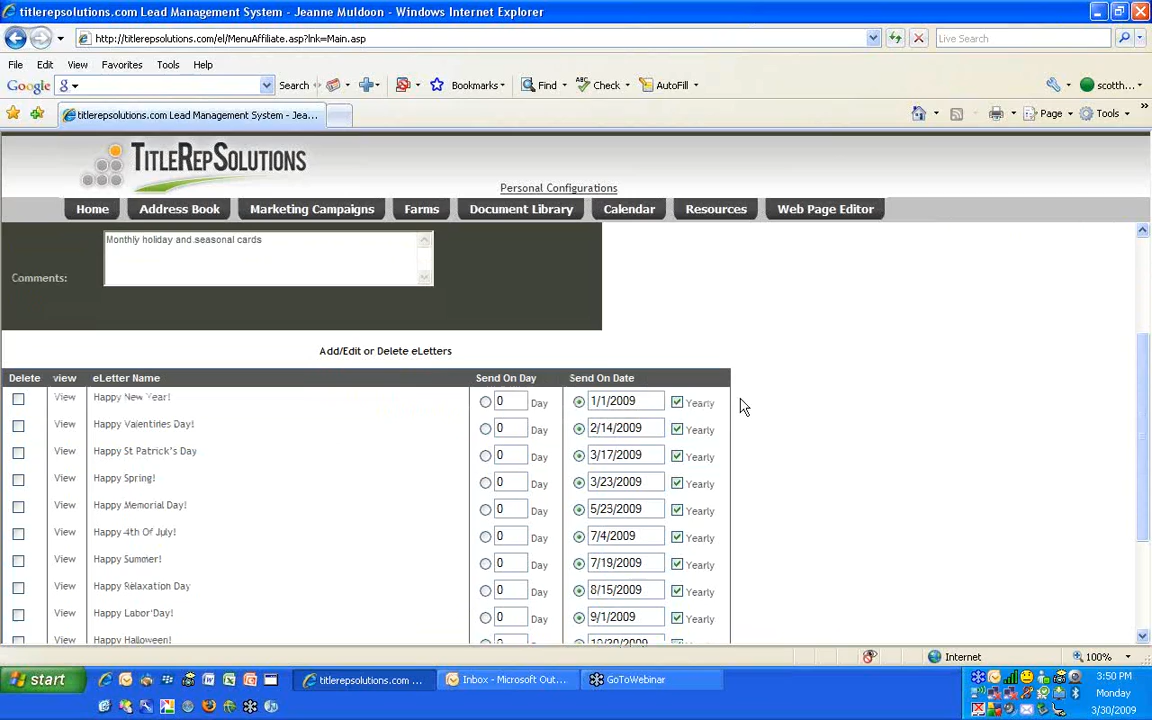 titlerepsolutions.com Lead Management System - Jeanne Muldoon - Windows Internet Explorer
http://titlerepsolutions.com/el/MenuAffiliate.asp?lnk=Main.asp
Live Search
File Edit View Favorites Tools Help
Google g Search Bookmarks Find Check AutoFill scotth...
titlerepsolutions.com Lead Management System - Jea... Page Tools
TITLEREPSOLUTIONS
Personal Configurations
Home Address Book Marketing Campaigns Farms Document Library Calendar Resources Web Page Editor
Monthly holiday and seasonal cards
Comments:
Add/Edit or Delete eLetters
Delete view eLetter Name Send On Day Send On Date
View Happy New Year! 0 Day 1/1/2009 Yearly
View Happy Valentines Day! 0 Day 2/14/2009 Yearly
View Happy St Patrick's Day 0 Day 3/17/2009 Yearly
View Happy Spring! 0 Day 3/23/2009 Yearly
View Happy Memorial Day! 0 Day 5/23/2009 Yearly
View Happy 4th Of July! 0 Day 7/4/2009 Yearly
View Happy Summer! 0 Day 7/19/2009 Yearly
View Happy Relaxation Day 0 Day 8/15/2009 Yearly
View Happy Labor Day! 0 Day 9/1/2009 Yearly
View Happy Halloween! 0 Day 10/30/2009 Yearly
Internet 100%
start titlerepsolutions.com ... Inbox - Microsoft Out... GoToWebinar
3:50 PM
Monday
3/30/2009